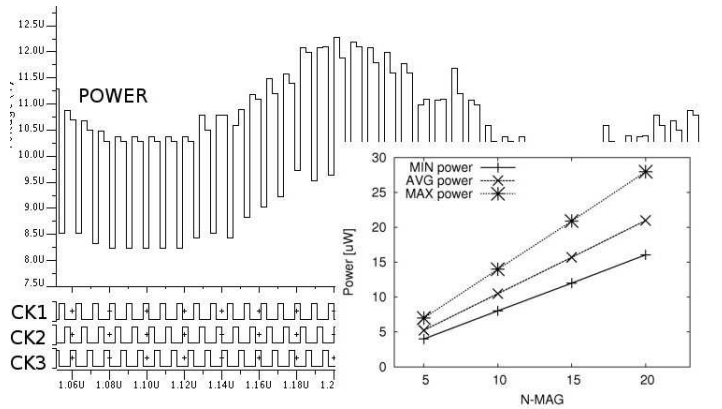 12.5U
12.0U
11.5U
11.0U
10.5U
10.0U
9.5U
9.0U
8.5U
8.0U
7.5U
POWER
CK1
CK2
CK3
1.06U 1.08U 1.10U 1.12U 1.14U 1.16U 1.18U 1.2
MIN power
AVG power
MAX power
Power [uW]
30
25
20
15
10
5
0
5 10 15 20
N-MAG